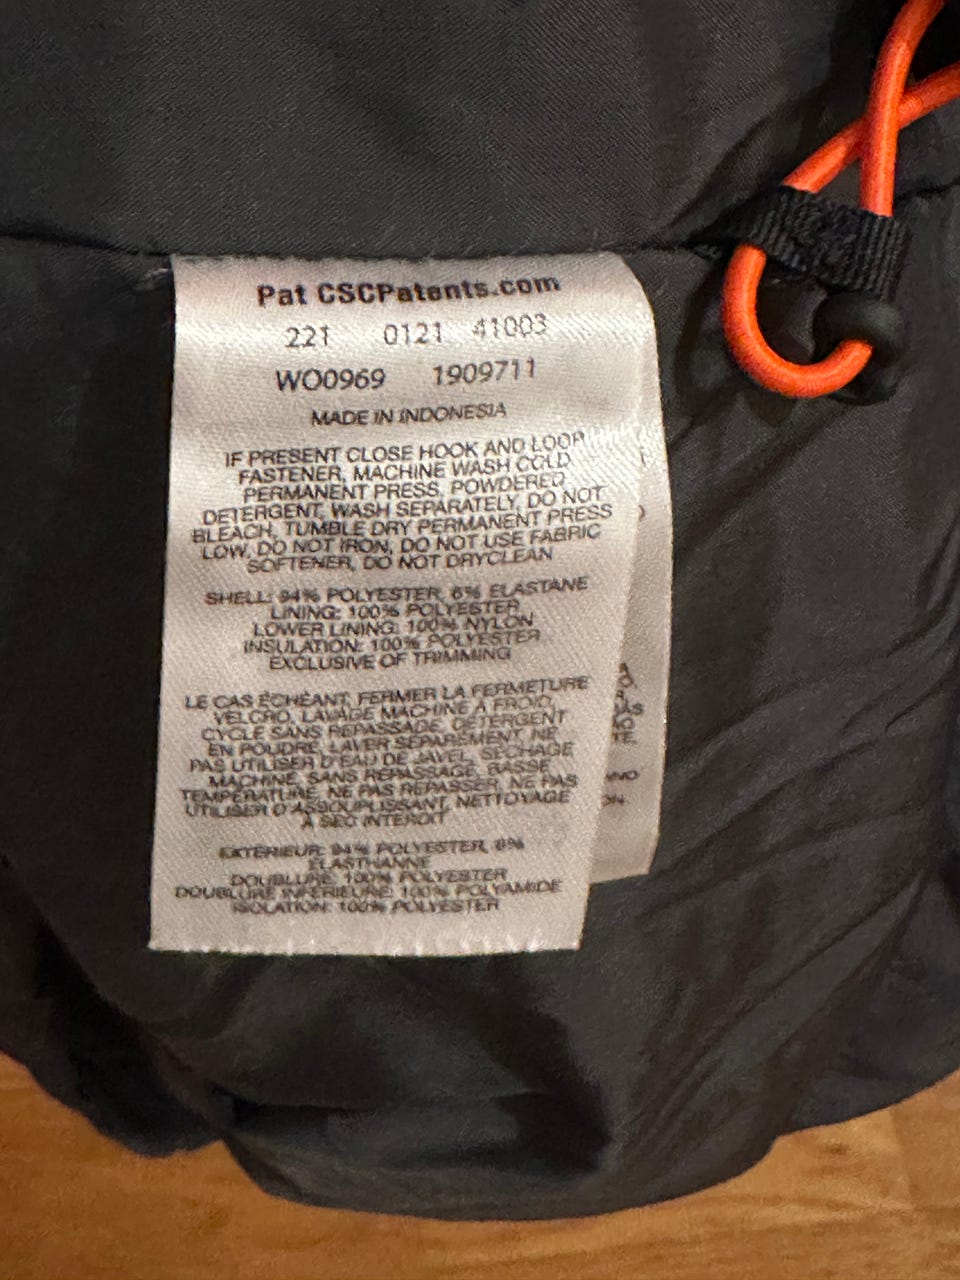 Pat CSCPatents.com
221 0121 41003
WO0969 1909711
MADE IN INDONESIA
IF PRESENT CLOSE HOOK AND LOOP
FASTENER, MACHINE WASH COLD
PERMANENT PRESS, POWDERED
DETERGENT, WASH SEPARATELY, DO NOT
BLEACH, TUMBLE DRY PERMANENT PRESS
LOW, DO NOT IRON, DO NOT USE FABRIC
SOFTENER, DO NOT DRYCLEAN
SHELL: 94% POLYESTER, 6% ELASTANE
LINING: 100% POLYESTER
LOWER LINING: 100% NYLON
INSULATION: 100% POLYESTER
EXCLUSIVE OF TRIMMING
LE CAS ÉCHÉANT, FERMER LA FERMETURE
VELCRO, LAVAGE MACHINE À FROID,
CYCLE SANS REPASSAGE, DÉTERGENT
EN POUDRE, LAVER SÉPARÉMENT, NE
PAS UTILISER D'EAU DE JAVEL, SÉCHAGE
MACHINE, SANS REPASSAGE, BASSE
TEMPÉRATURE, NE PAS REPASSER, NE PAS
UTILISER D'ASSOUPLISSANT, NETTOYAGE
À SEC INTERDIT
EXTÉRIEUR: 94% POLYESTER, 6%
ÉLASTHANNE
DOUBLURE: 100% POLYESTER
DOUBLURE INFÉRIEURE: 100% POLYAMIDE
ISOLATION: 100% POLYESTER